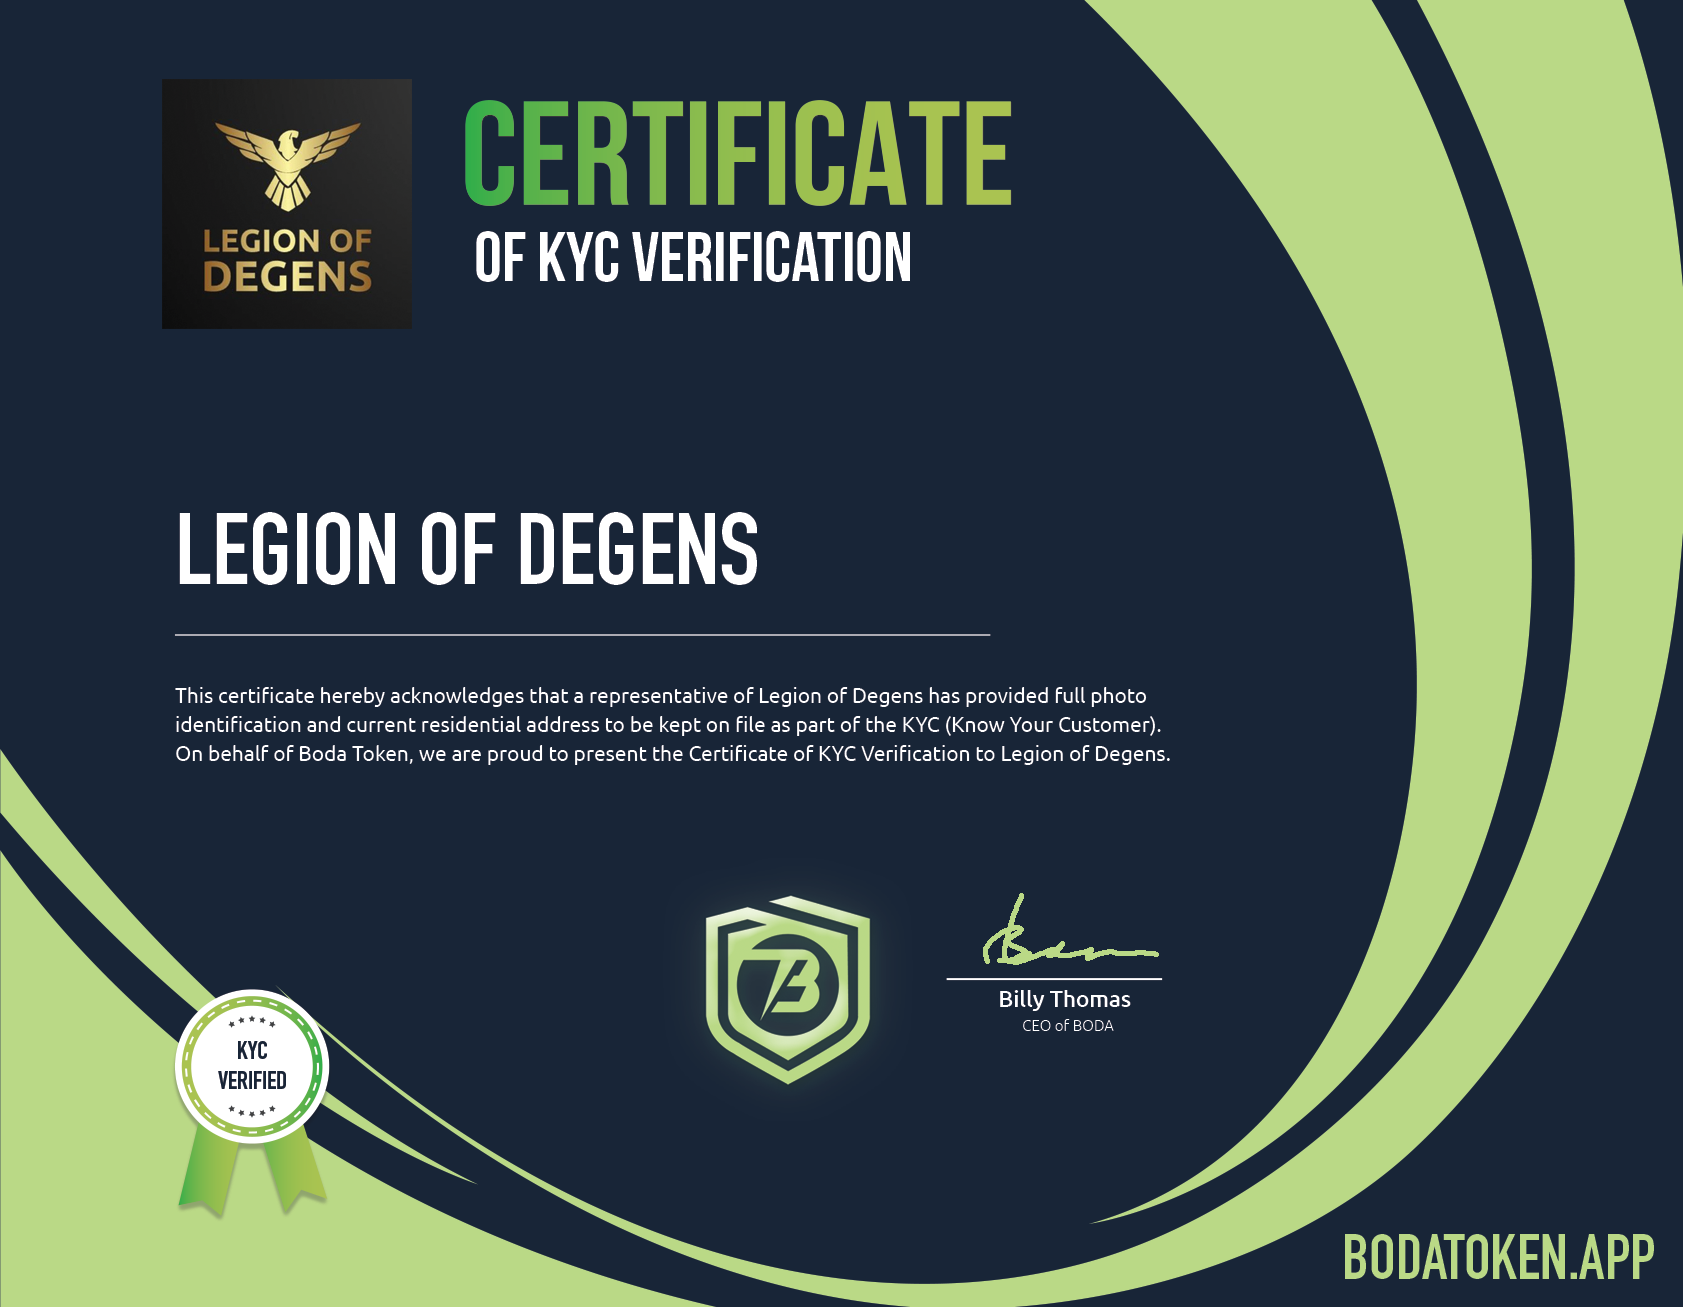 LEGION OF
DEGENS
CERTIFICATE
OF KYC VERIFICATION
LEGION OF DEGENS
This certificate hereby acknowledges that a representative of Legion of Degens has provided full photo
identification and current residential address to be kept on file as part of the KYC (Know Your Customer).
On behalf of Boda Token, we are proud to present the Certificate of KYC Verification to Legion of Degens.
KYC
VERIFIED
B
Billy Thomas
CEO of BODA
BODATOKEN.APP